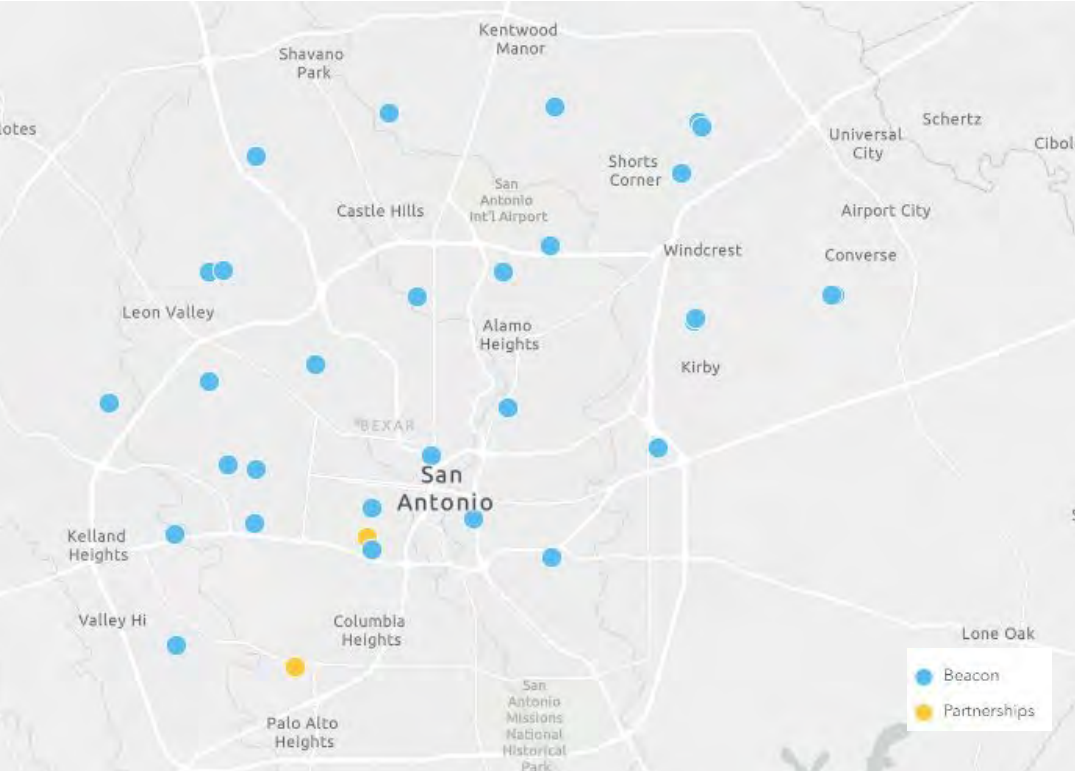 Kentwood
Manor
Shavano
Park
Schertz
lotes
Universal
City
Cibol
Shorts
Corner
San
Antonio
Int'l Airport
Castle Hills
Airport City
Windcrest
Converse
Leon Valley
Alamo
Heights
Kirby
BEXAR
San
Antonio
Kelland
Heights
Valley Hi
Columbia
Heights
Lone Oak
Beacon
Partnerships
San
Antonio
Missions
National
Historical
Park
Palo Alto
Heights